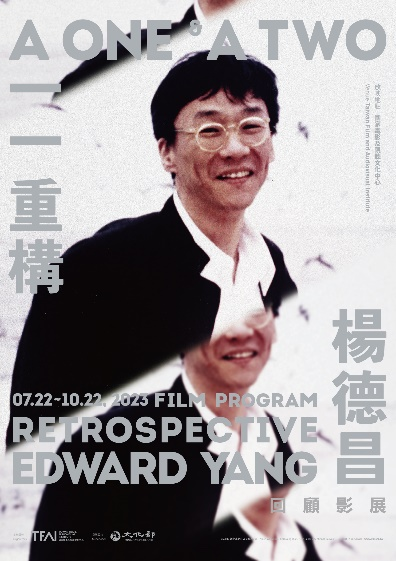 A ONE & A TWO
一一重構
07.22~10.22, 2023 FILM PROGRAM
RETROSPECTIVE
EDWARD YANG
楊德昌
回顧影展
TFAI
文化部